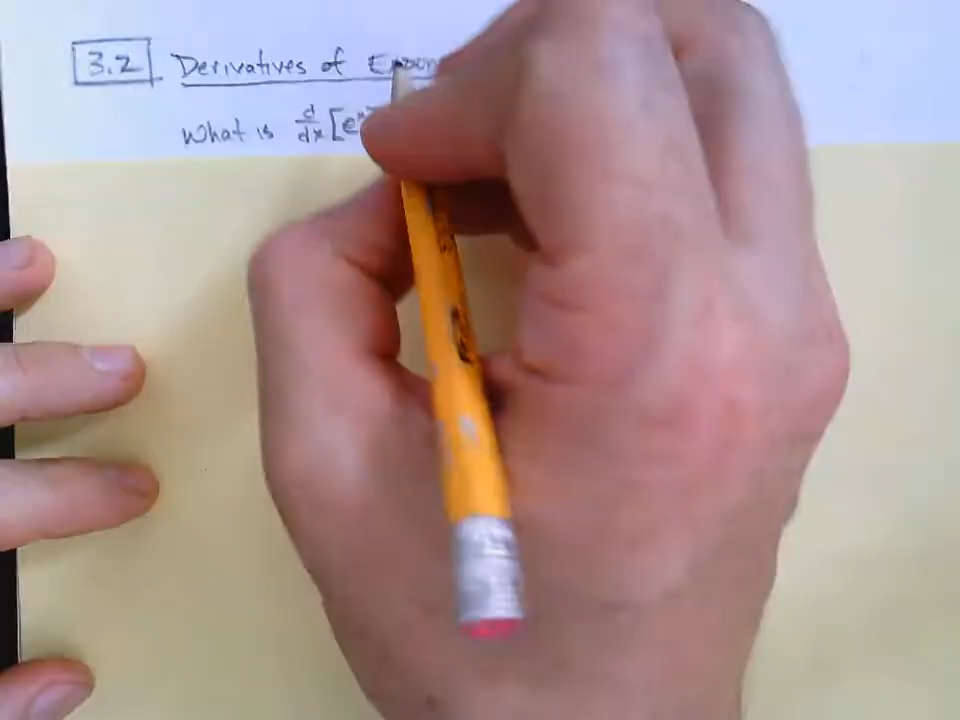 3.2 Derivatives of
What is d/dx [e^x